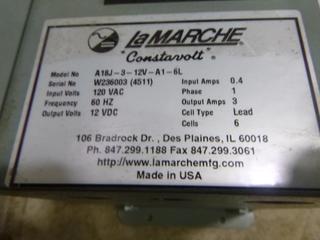 LaMARCHE
Constavolt
Model No A18J-3-12V-A1-6L Input Amps 0.4
Serial No W236003 (4511) Phase 1
Input Volts 120 VAC Output Amps 3
Frequency 60 HZ Cell Type Lead
Output Volts 12 VDC Cells 6
106 Bradrock Dr. , Des Plaines, IL 60018
Ph. 847.299.1188 Fax 847.299.3061
http://www.lamarchemfg.com
Made in USA